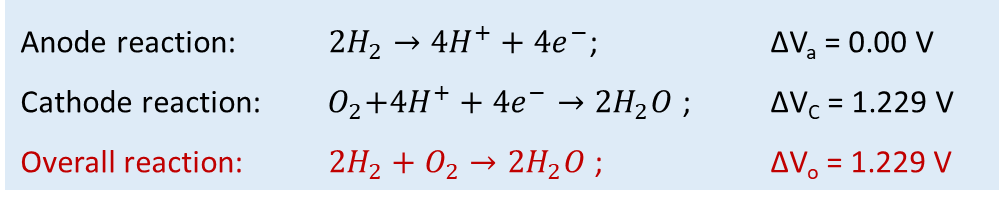 Anode reaction: 2H₂ → 4H⁺ + 4e⁻; ΔVₐ = 0.00 V
Cathode reaction: O₂+4H⁺ + 4e⁻ → 2H₂O ; ΔV_C = 1.229 V
Overall reaction: 2H₂ + O₂ → 2H₂O ; ΔVₒ = 1.229 V